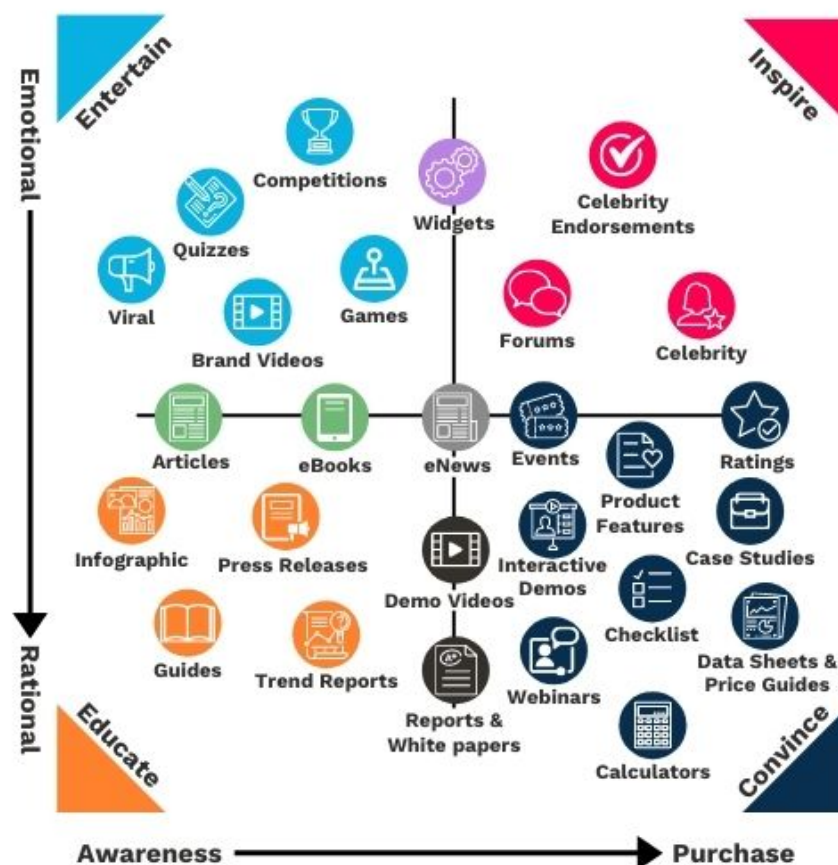 Emotional
Rational
Entertain
Inspire
Competitions
Widgets
Celebrity
Endorsements
Quizzes
Viral
Games
Brand Videos
Forums
Celebrity
Articles
eBooks
eNews
Events
Ratings
Product
Features
Infographic
Press Releases
Demo Videos
Interactive
Demos
Case Studies
Checklist
Guides
Trend Reports
Reports &
White papers
Webinars
Data Sheets &
Price Guides
Calculators
Educate
Convince
Awareness
Purchase
A+